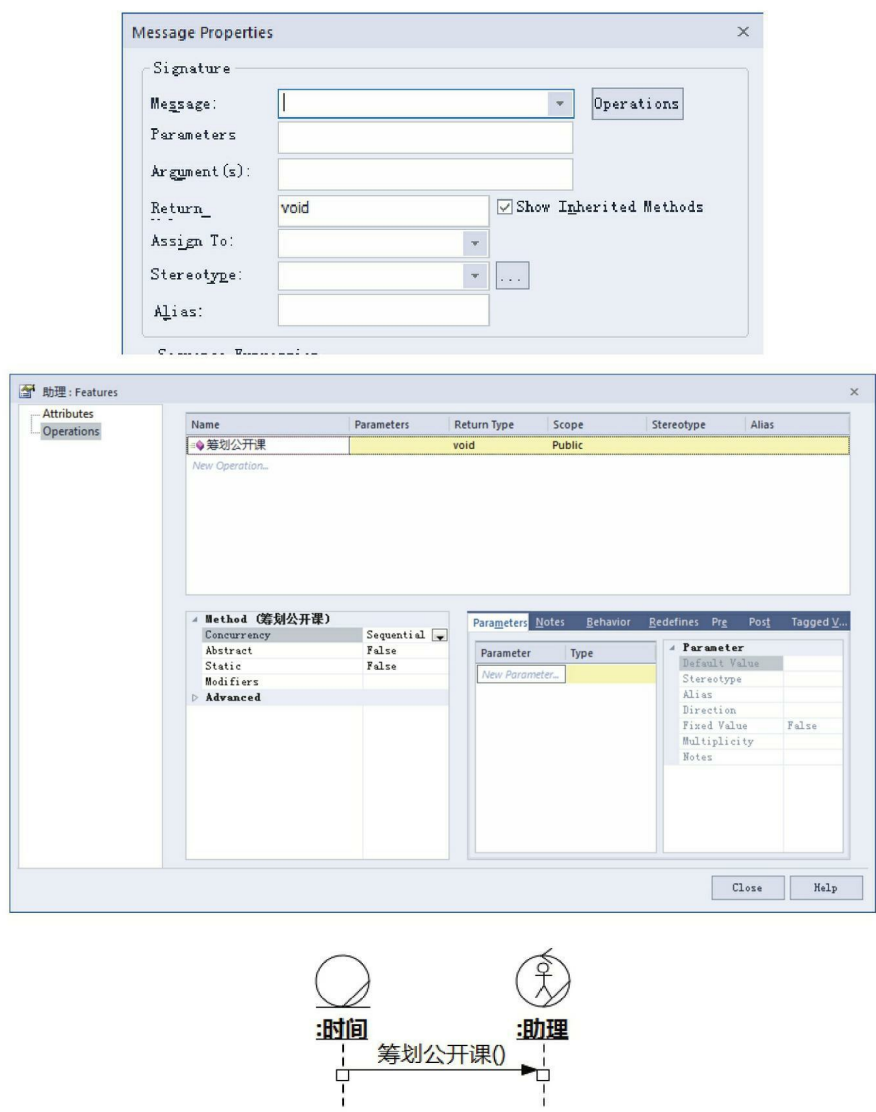 Message Properties
Signature
Message:
Operations
Parameters
Argument(s):
Return
void
Show Inherited Methods
Assign To:
Stereotype:
...
Alias:
助理 : Features
Attributes
Operations
Name Parameters Return Type Scope Stereotype Alias
筹划公开课 void Public
New Operation...
Method (筹划公开课)
Concurrency Sequential
Abstract False
Static False
Modifiers
Advanced
Parameters Notes Behavior Redefines Pre Post Tagged V...
Parameter Type
New Parameter...
Parameter
Default Value
Stereotype
Alias
Direction
Fixed Value False
Multiplicity
Notes
Close Help
:时间 :助理
筹划公开课()